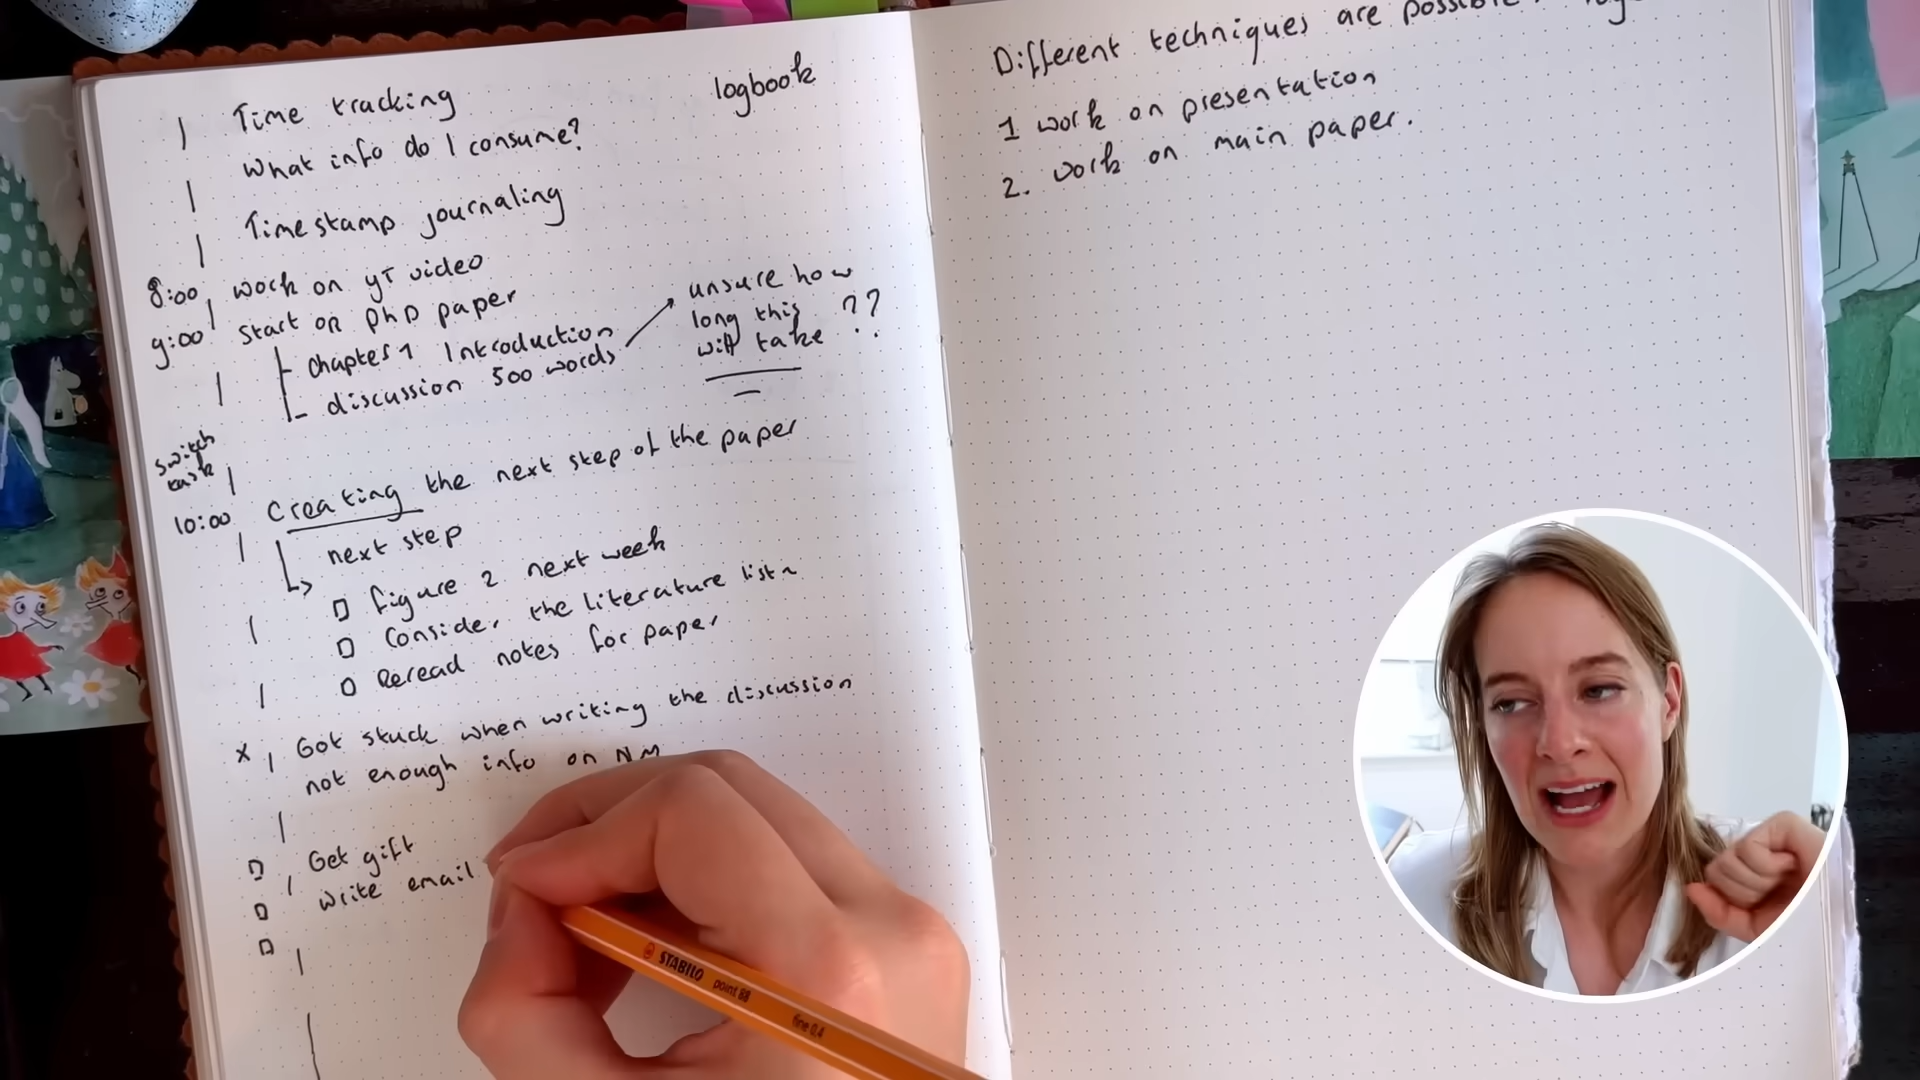 Time tracking
logbook
What info do I consume?
Timestamp journaling
8:00 work on YT video
9:00 start on PhD paper
chapter 1 Introduction
discussion 500 words
unsure how
long this ??
will take
switch
task
10:00 Creating the next step of the paper
next step
figure 2 next week
Consider the literature list
Reread notes for paper
x Got stuck when writing the discussion
not enough info on NM
Get gift
write email
Different techniques are possible.
1 work on presentation
2. work on main paper.
STABILO point 88 fine 0,4